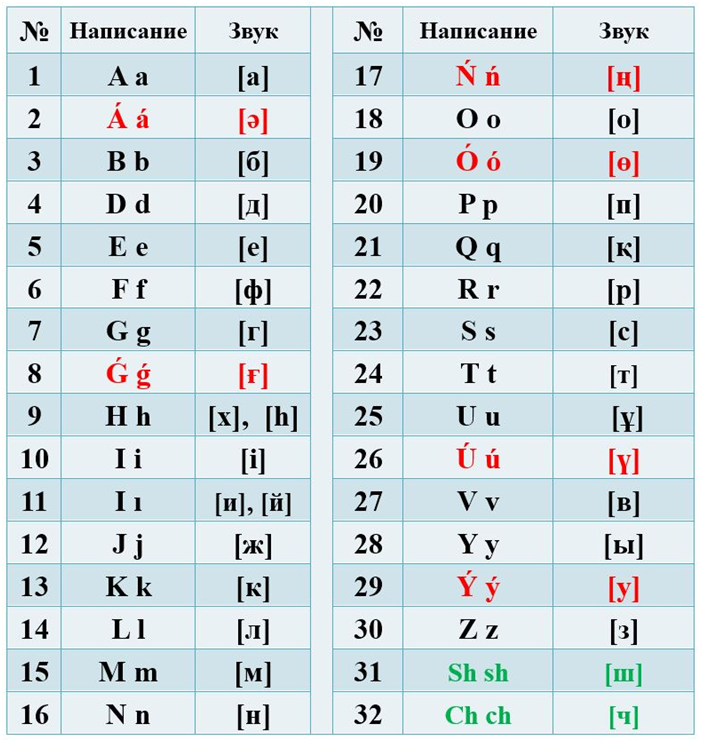 № Написание Звук № Написание Звук
1 A a [а] 17 Ń ń [ң]
2 Á á [ә] 18 O o [о]
3 B b [б] 19 Ó ó [ө]
4 D d [д] 20 P p [п]
5 E e [е] 21 Q q [қ]
6 F f [ф] 22 R r [р]
7 G g [г] 23 S s [с]
8 Ǵ ǵ [ғ] 24 T t [т]
9 H h [х], [h] 25 U u [ұ]
10 I i [і] 26 Ú ú [ү]
11 I ı [и], [й] 27 V v [в]
12 J j [ж] 28 Y y [ы]
13 K k [к] 29 Ý ý [у]
14 L l [л] 30 Z z [з]
15 M m [м] 31 Sh sh [ш]
16 N n [н] 32 Ch ch [ч]